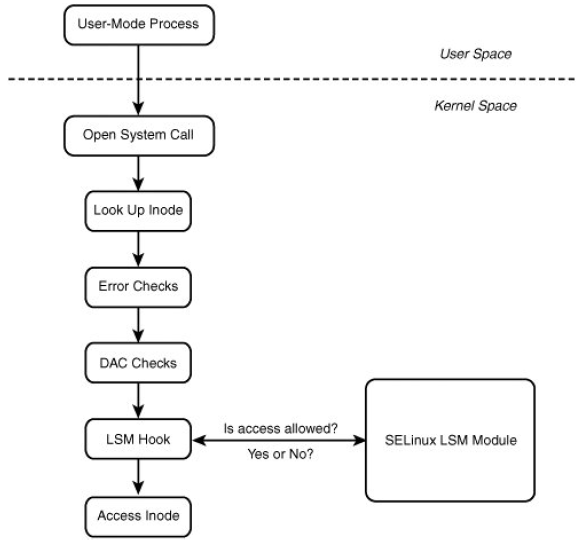 User-Mode Process
User Space
Kernel Space
Open System Call
Look Up Inode
Error Checks
DAC Checks
LSM Hook
Is access allowed?
Yes or No?
SELinux LSM Module
Access Inode